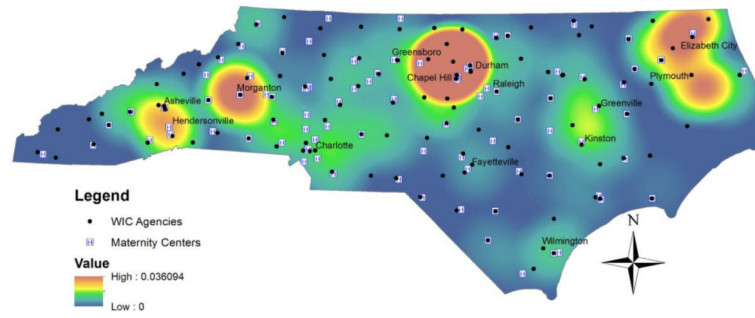 Elizabeth City
Greensboro
Durham
Chapel Hill
Plymouth
Raleigh
Morganton
Asheville
Greenville
Hendersonville
Kinston
Charlotte
Fayetteville
Legend
WIC Agencies
N
Maternity Centers
Wilmington
Value
High : 0.036094
Low : 0